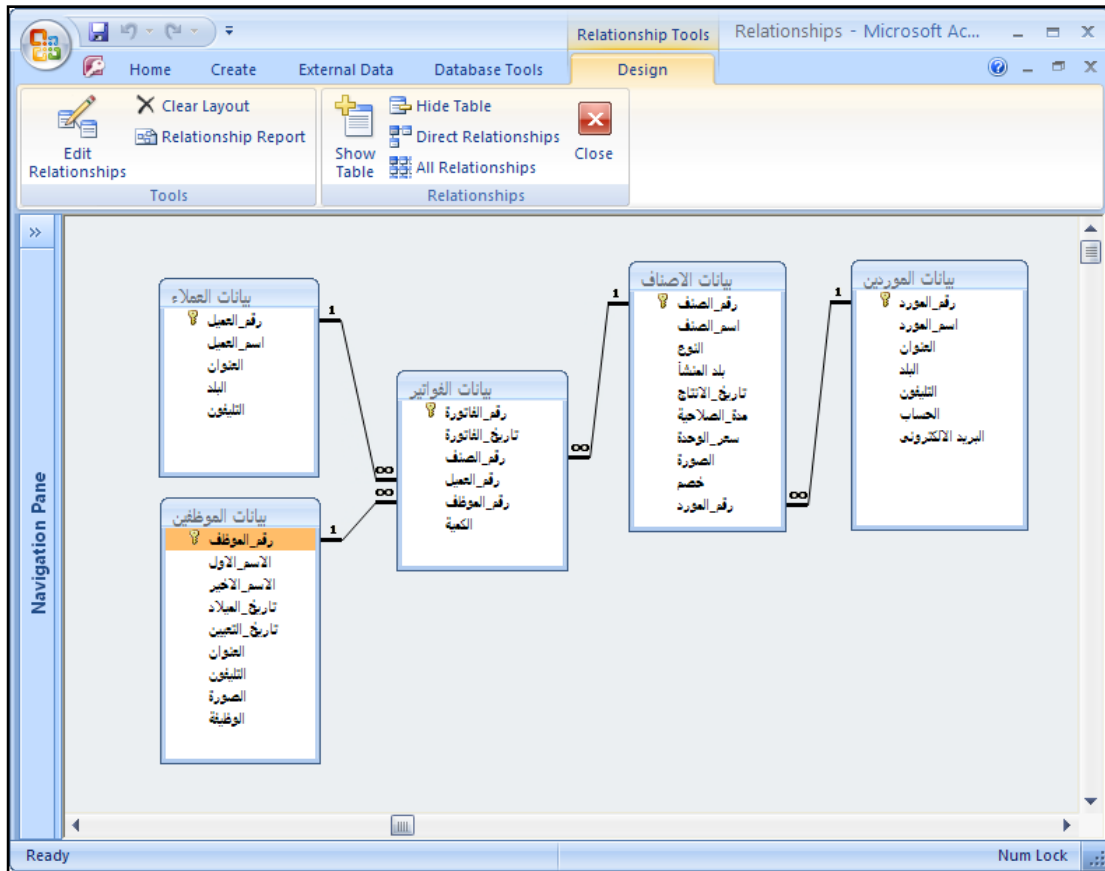 Relationship Tools
Relationships - Microsoft Ac...
Home
Create
External Data
Database Tools
Design
Edit Relationships
Clear Layout
Relationship Report
Tools
Show Table
Hide Table
Direct Relationships
All Relationships
Close
Relationships
»
Navigation Pane
بيانات العملاء
رقم_العميل
اسم_العميل
العنوان
البلد
التليفون
1
∞
بيانات الموظفين
رقم_الموظف
الاسم_الاول
الاسم_الاخير
تاريخ_الميلاد
تاريخ_التعيين
العنوان
التليفون
الصورة
الوظيفة
1
∞
بيانات الفواتير
رقم_الفاتورة
تاريخ_الفاتورة
رقم_الصنف
رقم_العميل
رقم_الموظف
الكمية
∞
1
بيانات الاصناف
رقم_الصنف
اسم_الصنف
النوع
بلد المنشأ
تاريخ_الانتاج
مدة_الصلاحية
سعر_الوحدة
الصورة
خصم
رقم_المورد
∞
1
بيانات الموردين
رقم_المورد
اسم_المورد
العنوان
البلد
التليفون
الحساب
البريد الالكترونى
Ready
Num Lock